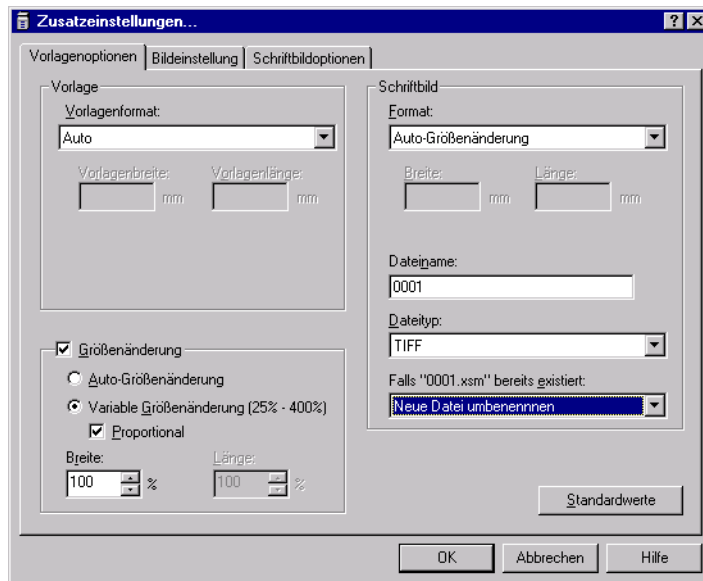 Zusatzeinstellungen...
Vorlagenoptionen Bildeinstellung Schriftbildoptionen
Vorlage
Vorlagenformat:
Auto
Vorlagenbreite: Vorlagenlänge:
mm mm
Größenänderung
Auto-Größenänderung
Variable Größenänderung (25% - 400%)
Proportional
Breite: Länge:
100 % 100 %
Schriftbild
Format:
Auto-Größenänderung
Breite: Länge:
mm mm
Dateiname:
0001
Dateityp:
TIFF
Falls "0001.xsm" bereits existiert:
Neue Datei umbenennnen
Standardwerte
OK Abbrechen Hilfe